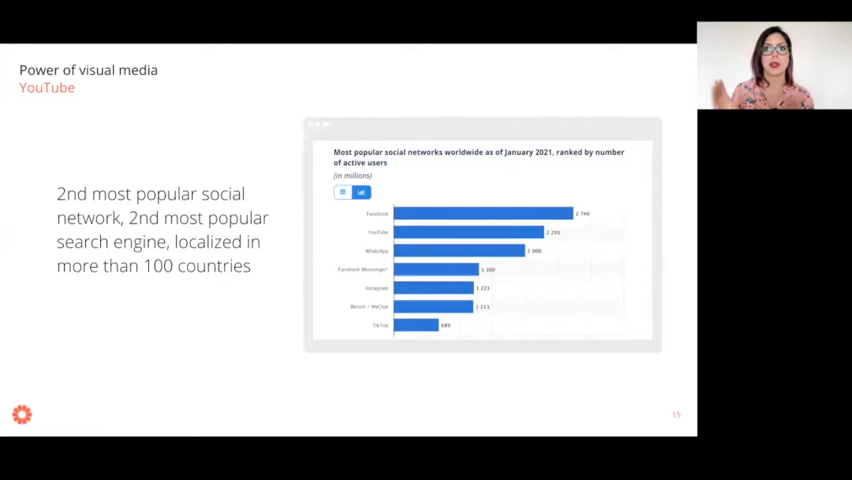 Power of visual media
YouTube
2nd most popular social
network, 2nd most popular
search engine, localized in
more than 100 countries
Most popular social networks worldwide as of January 2021, ranked by number
of active users
(in millions)
Facebook 2 740
YouTube 2 291
WhatsApp 2 000
Facebook Messenger* 1 300
Instagram 1 221
Weixin / WeChat 1 213
TikTok 689
15